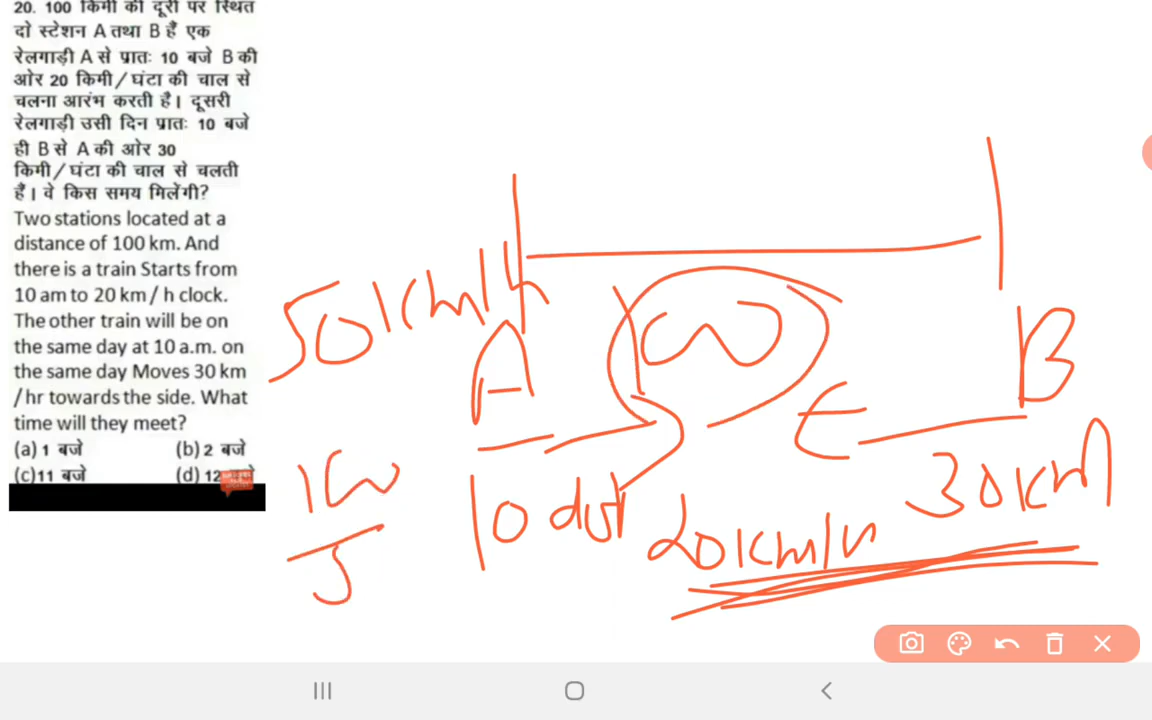 20. 100 किमी की दूरी पर स्थित
दो स्टेशन A तथा B हैं एक
रेलगाड़ी A से प्रातः 10 बजे B की
ओर 20 किमी/घंटा की चाल से
चलना आरंभ करती है। दूसरी
रेलगाड़ी उसी दिन प्रातः 10 बजे
ही B से A की ओर 30
किमी/घंटा की चाल से चलती
हैं। वे किस समय मिलेंगी?
Two stations located at a
distance of 100 km. And
there is a train Starts from
10 am to 20 km/ h clock.
The other train will be on
the same day at 10 a.m. on
the same day Moves 30 km
/hr towards the side. What
time will they meet?
(a) 1 बजे (b) 2 बजे
(c)11 बजे (d) 12
50km/h
A
B
10
20km/h
30km